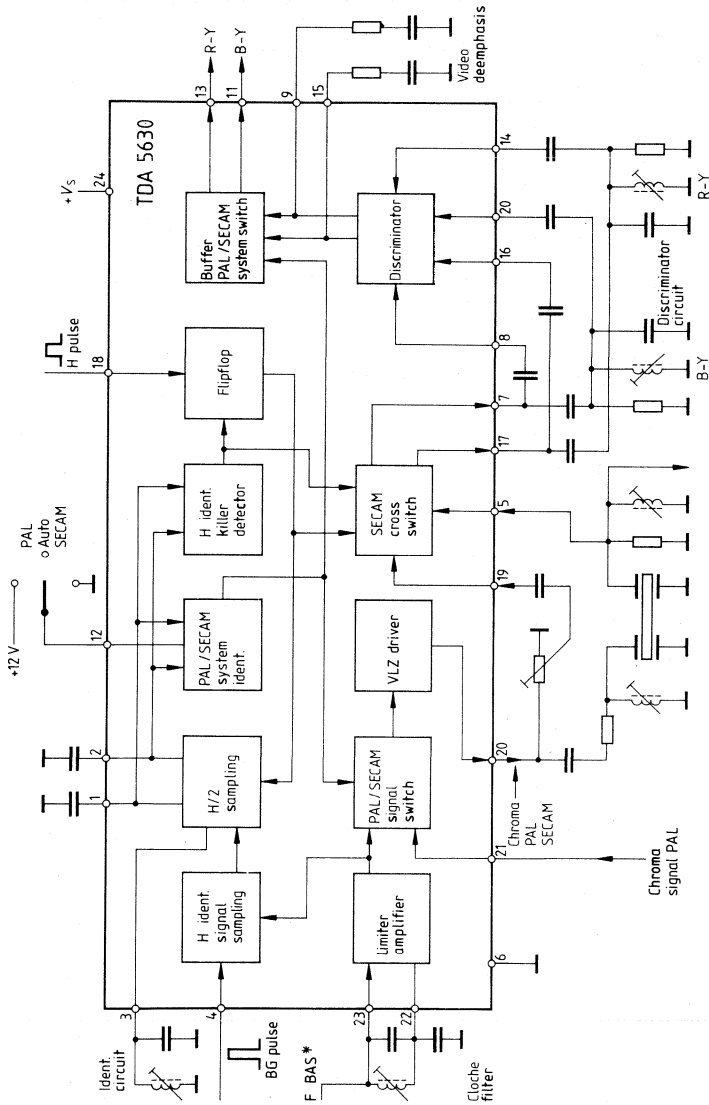 +12 V
PAL
Auto
SECAM
H pulse
+VS
Ident.
circuit
3
1
2
12
18
24
TDA 5630
H ident.
signal
sampling
H/2
sampling
PAL/SECAM
system
ident.
H ident.
killer
detector
Flipflop
Buffer
PAL/SECAM
system switch
13
R-Y
11
B-Y
9
15
Video
deemphasis
4
BG pulse
F BAS*
23
22
Cloche
filter
Limiter
amplifier
PAL/SECAM
signal
switch
VLZ driver
SECAM
cross
switch
Discriminator
6
21
20
19
5
17
7
8
16
20
14
Chroma
PAL
SECAM
Chroma
signal PAL
B-Y
Discriminator
circuit
R-Y